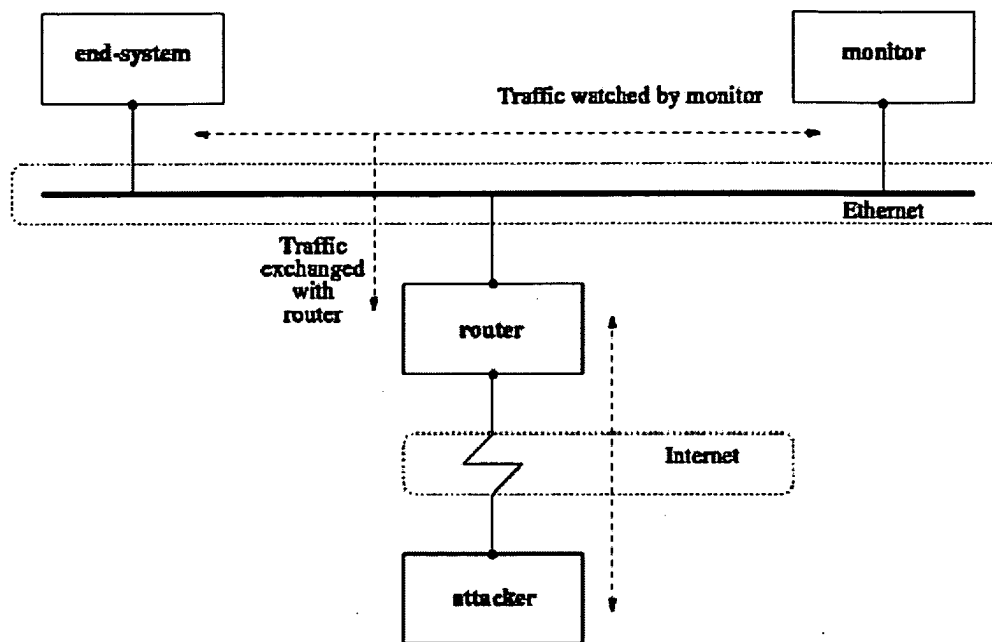 end-system
monitor
Traffic watched by monitor
Ethernet
Traffic
exchanged
with
router
router
Internet
attacker